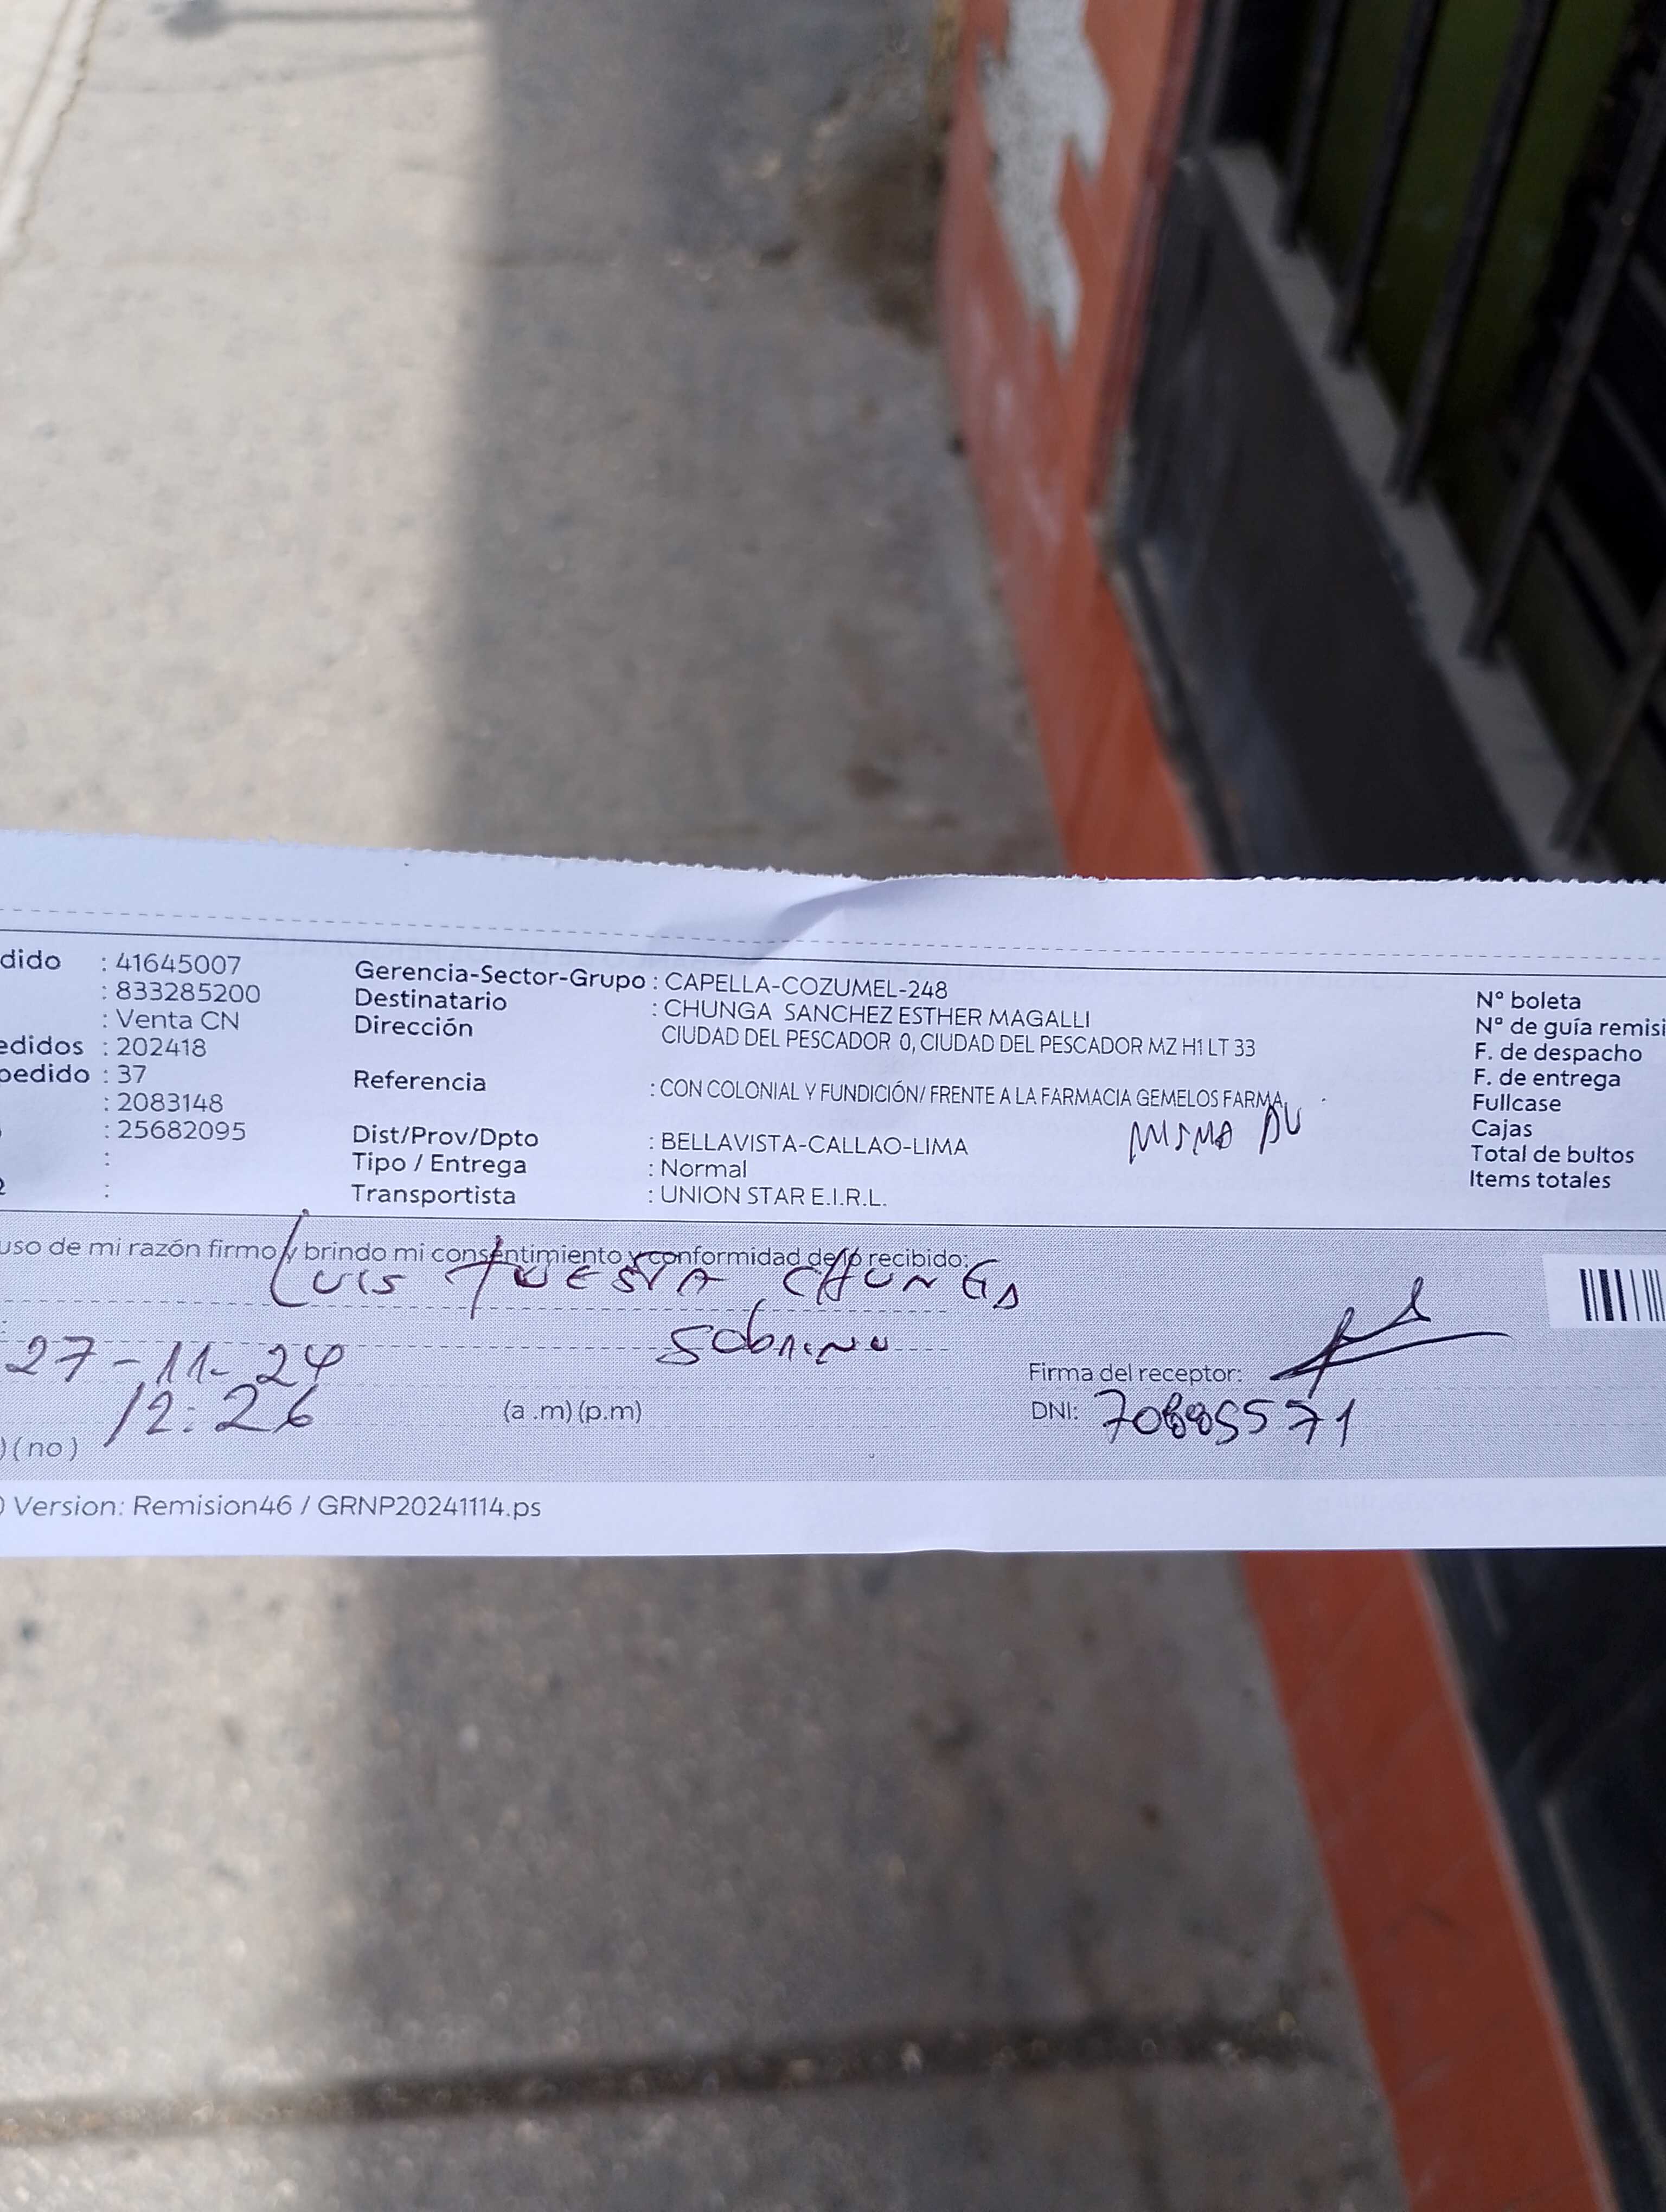 dido : 41645007
: 833285200
: Venta CN
edidos : 202418
pedido : 37
: 2083148
: 25682095
:
:
Gerencia-Sector-Grupo : CAPELLA-COZUMEL-248
Destinatario : CHUNGA SANCHEZ ESTHER MAGALLI
Dirección CIUDAD DEL PESCADOR 0, CIUDAD DEL PESCADOR MZ H1 LT 33
Referencia : CON COLONIAL Y FUNDICIÓN/ FRENTE A LA FARMACIA GEMELOS FARMA
MISMA
Dist/Prov/Dpto : BELLAVISTA-CALLAO-LIMA
Tipo / Entrega : Normal
Transportista : UNION STAR E.I.R.L.
Nº boleta
Nº de guía remisi
F. de despacho
F. de entrega
Fullcase
Cajas
Total de bultos
Items totales
uso de mi razón firmo y brindo mi consentimiento y conformidad de lo recibido:
LUIS TUESTA CHUNGA
Sobrino
27-11-24
12:26
(a .m) (p.m)
) (no)
Firma del receptor:
DNI:
) Version: Remision46 / GRNP20241114.ps